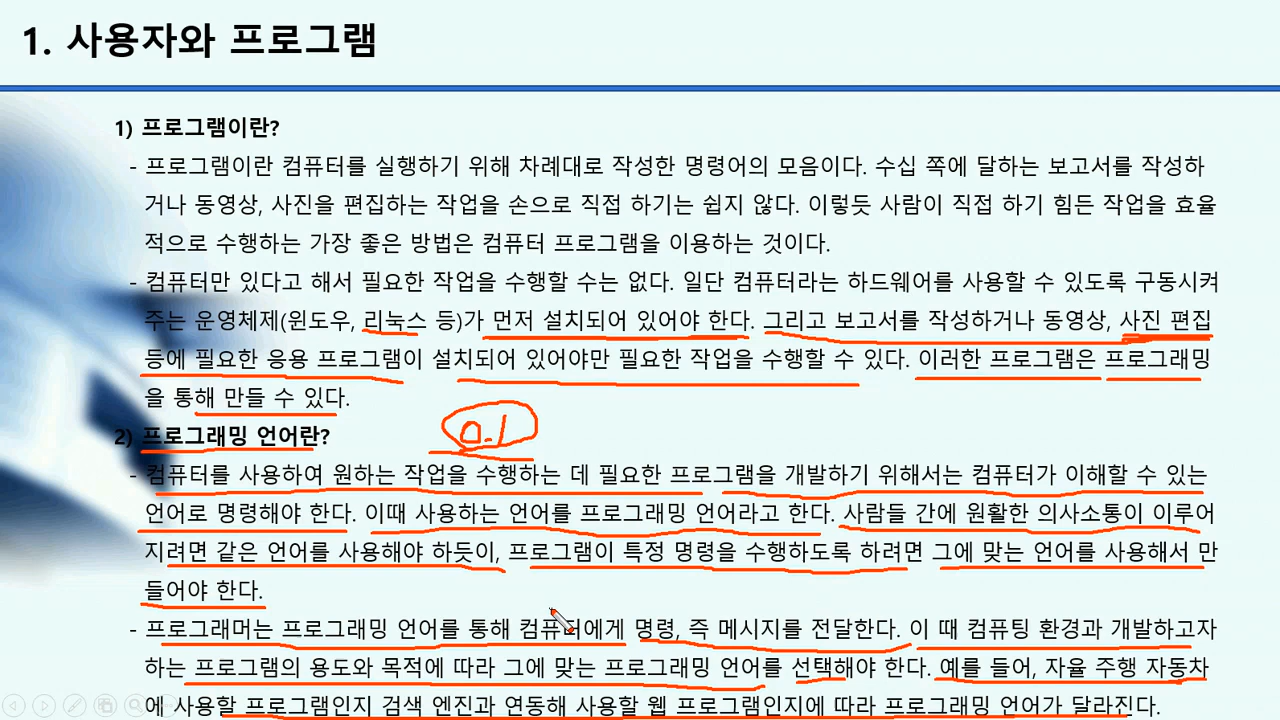 1. 사용자와 프로그램
1) 프로그램이란?
- 프로그램이란 컴퓨터를 실행하기 위해 차례대로 작성한 명령어의 모음이다. 수십 쪽에 달하는 보고서를 작성하
거나 동영상, 사진을 편집하는 작업을 손으로 직접 하기는 쉽지 않다. 이렇듯 사람이 직접 하기 힘든 작업을 효율
적으로 수행하는 가장 좋은 방법은 컴퓨터 프로그램을 이용하는 것이다.
- 컴퓨터만 있다고 해서 필요한 작업을 수행할 수는 없다. 일단 컴퓨터라는 하드웨어를 사용할 수 있도록 구동시켜
주는 운영체제(윈도우, 리눅스 등)가 먼저 설치되어 있어야 한다. 그리고 보고서를 작성하거나 동영상, 사진 편집
등에 필요한 응용 프로그램이 설치되어 있어야만 필요한 작업을 수행할 수 있다. 이러한 프로그램은 프로그래밍
을 통해 만들 수 있다.
0.1
2) 프로그래밍 언어란?
- 컴퓨터를 사용하여 원하는 작업을 수행하는 데 필요한 프로그램을 개발하기 위해서는 컴퓨터가 이해할 수 있는
언어로 명령해야 한다. 이때 사용하는 언어를 프로그래밍 언어라고 한다. 사람들 간에 원활한 의사소통이 이루어
지려면 같은 언어를 사용해야 하듯이, 프로그램이 특정 명령을 수행하도록 하려면 그에 맞는 언어를 사용해서 만
들어야 한다.
- 프로그래머는 프로그래밍 언어를 통해 컴퓨터에게 명령, 즉 메시지를 전달한다. 이 때 컴퓨팅 환경과 개발하고자
하는 프로그램의 용도와 목적에 따라 그에 맞는 프로그래밍 언어를 선택해야 한다. 예를 들어, 자율 주행 자동차
에 사용할 프로그램인지 검색 엔진과 연동해 사용할 웹 프로그램인지에 따라 프로그래밍 언어가 달라진다.